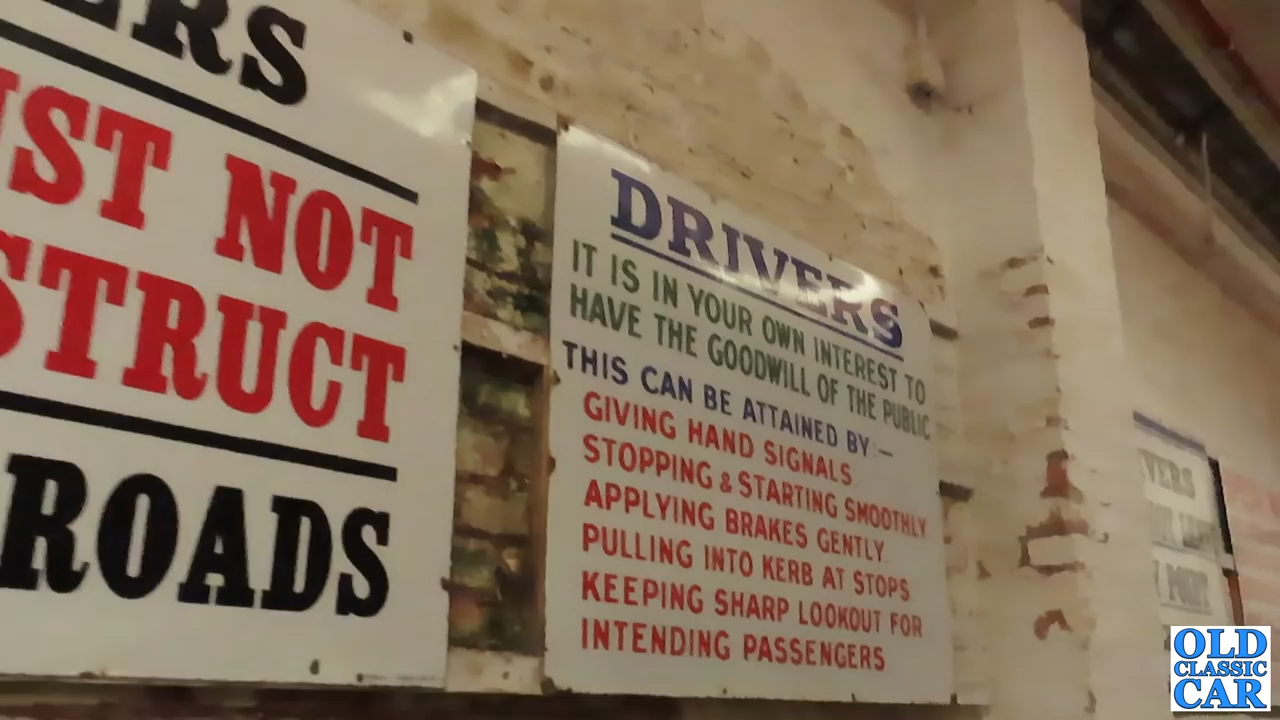 ERS
UST NOT
STRUCT
ROADS
DRIVERS
IT IS IN YOUR OWN INTEREST TO
HAVE THE GOODWILL OF THE PUBLIC
THIS CAN BE ATTAINED BY:-
GIVING HAND SIGNALS
STOPPING & STARTING SMOOTHLY
APPLYING BRAKES GENTLY
PULLING INTO KERB AT STOPS
KEEPING SHARP LOOKOUT FOR
INTENDING PASSENGERS
VERS
OLD
CLASSIC
CAR